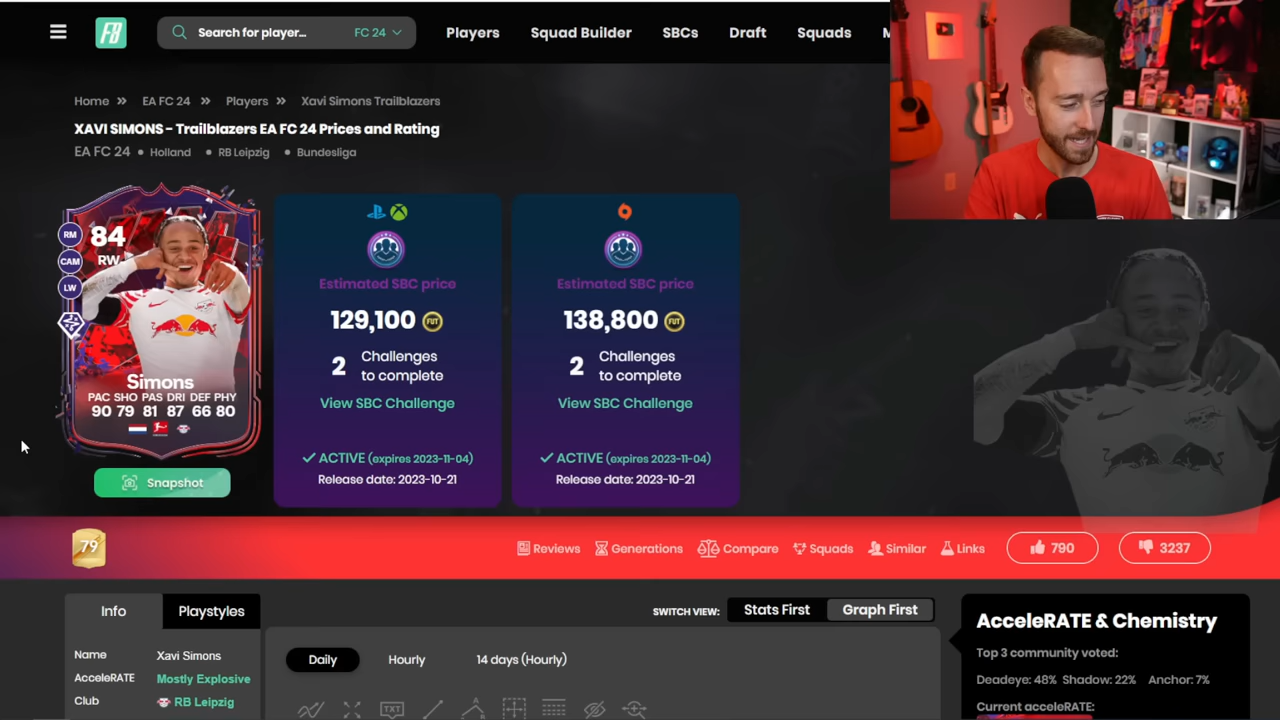 FB
Search for player...
FC 24
Players
Squad Builder
SBCs
Draft
Squads
M
Home » EA FC 24 » Players » Xavi Simons Trailblazers
XAVI SIMONS - Trailblazers EA FC 24 Prices and Rating
EA FC 24 • Holland • RB Leipzig • Bundesliga
RM
CAM
LW
84
RW
Simons
PAC SHO PAS DRI DEF PHY
90 79 81 87 66 80
Snapshot
Estimated SBC price
129,100 FUT
2 Challenges
to complete
View SBC Challenge
ACTIVE (expires 2023-11-04)
Release date: 2023-10-21
Estimated SBC price
138,800 FUT
2 Challenges
to complete
View SBC Challenge
ACTIVE (expires 2023-11-04)
Release date: 2023-10-21
79
Reviews
Generations
Compare
Squads
Similar
Links
790
3237
Info
Playstyles
Name Xavi Simons
AcceleRATE Mostly Explosive
Club RB Leipzig
SWITCH VIEW:
Stats First
Graph First
Daily
Hourly
14 days (Hourly)
TXT
AcceleRATE & Chemistry
Top 3 community voted:
Deadeye: 48% Shadow: 22% Anchor: 7%
Current acceleRATE: